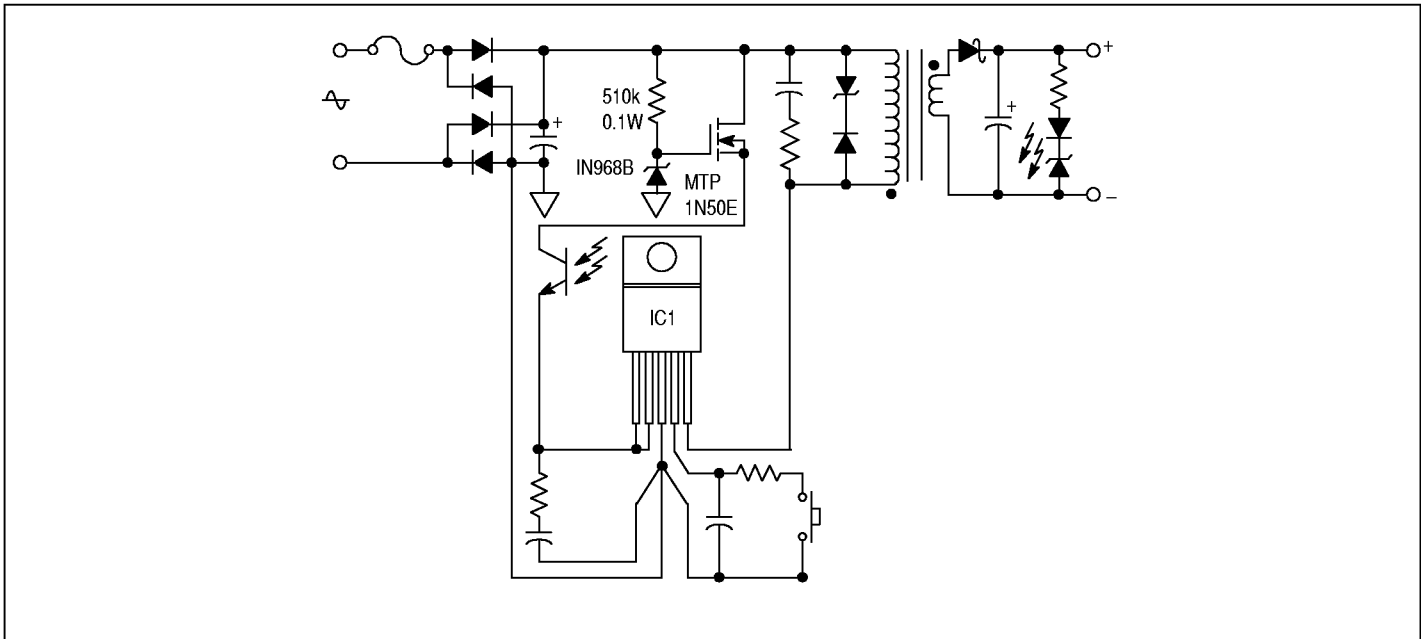 +
510k
0.1W
+
+
IN968B
MTP
1N50E
–
IC1